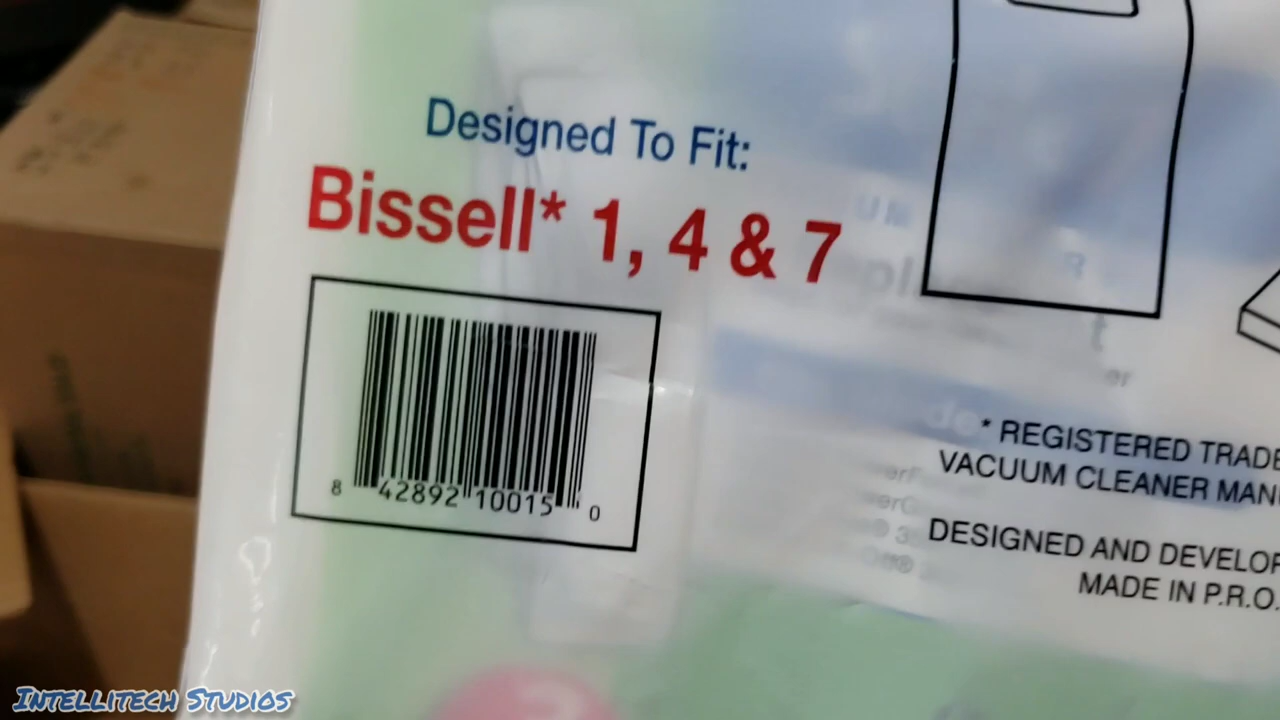 Designed To Fit:
Bissell* 1, 4 & 7
8 42892 10015 0
* REGISTERED TRADE
VACUUM CLEANER MAN
DESIGNED AND DEVELOP
MADE IN P.R.O.
Intellitech Studios